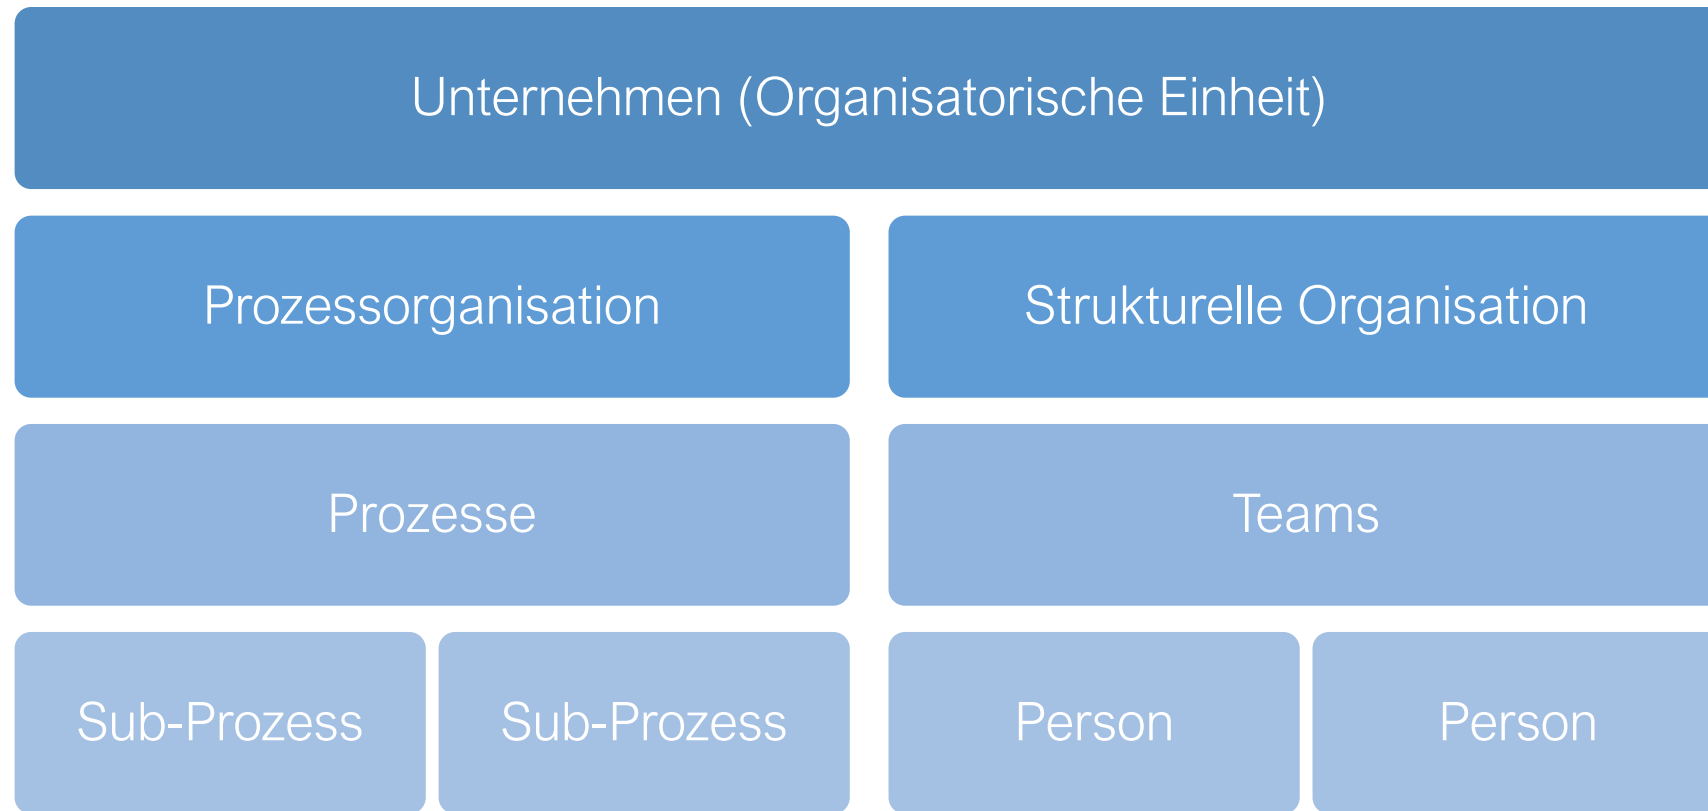 Unternehmen (Organisatorische Einheit)
Prozessorganisation
Strukturelle Organisation
Prozesse
Teams
Sub-Prozess
Sub-Prozess
Person
Person